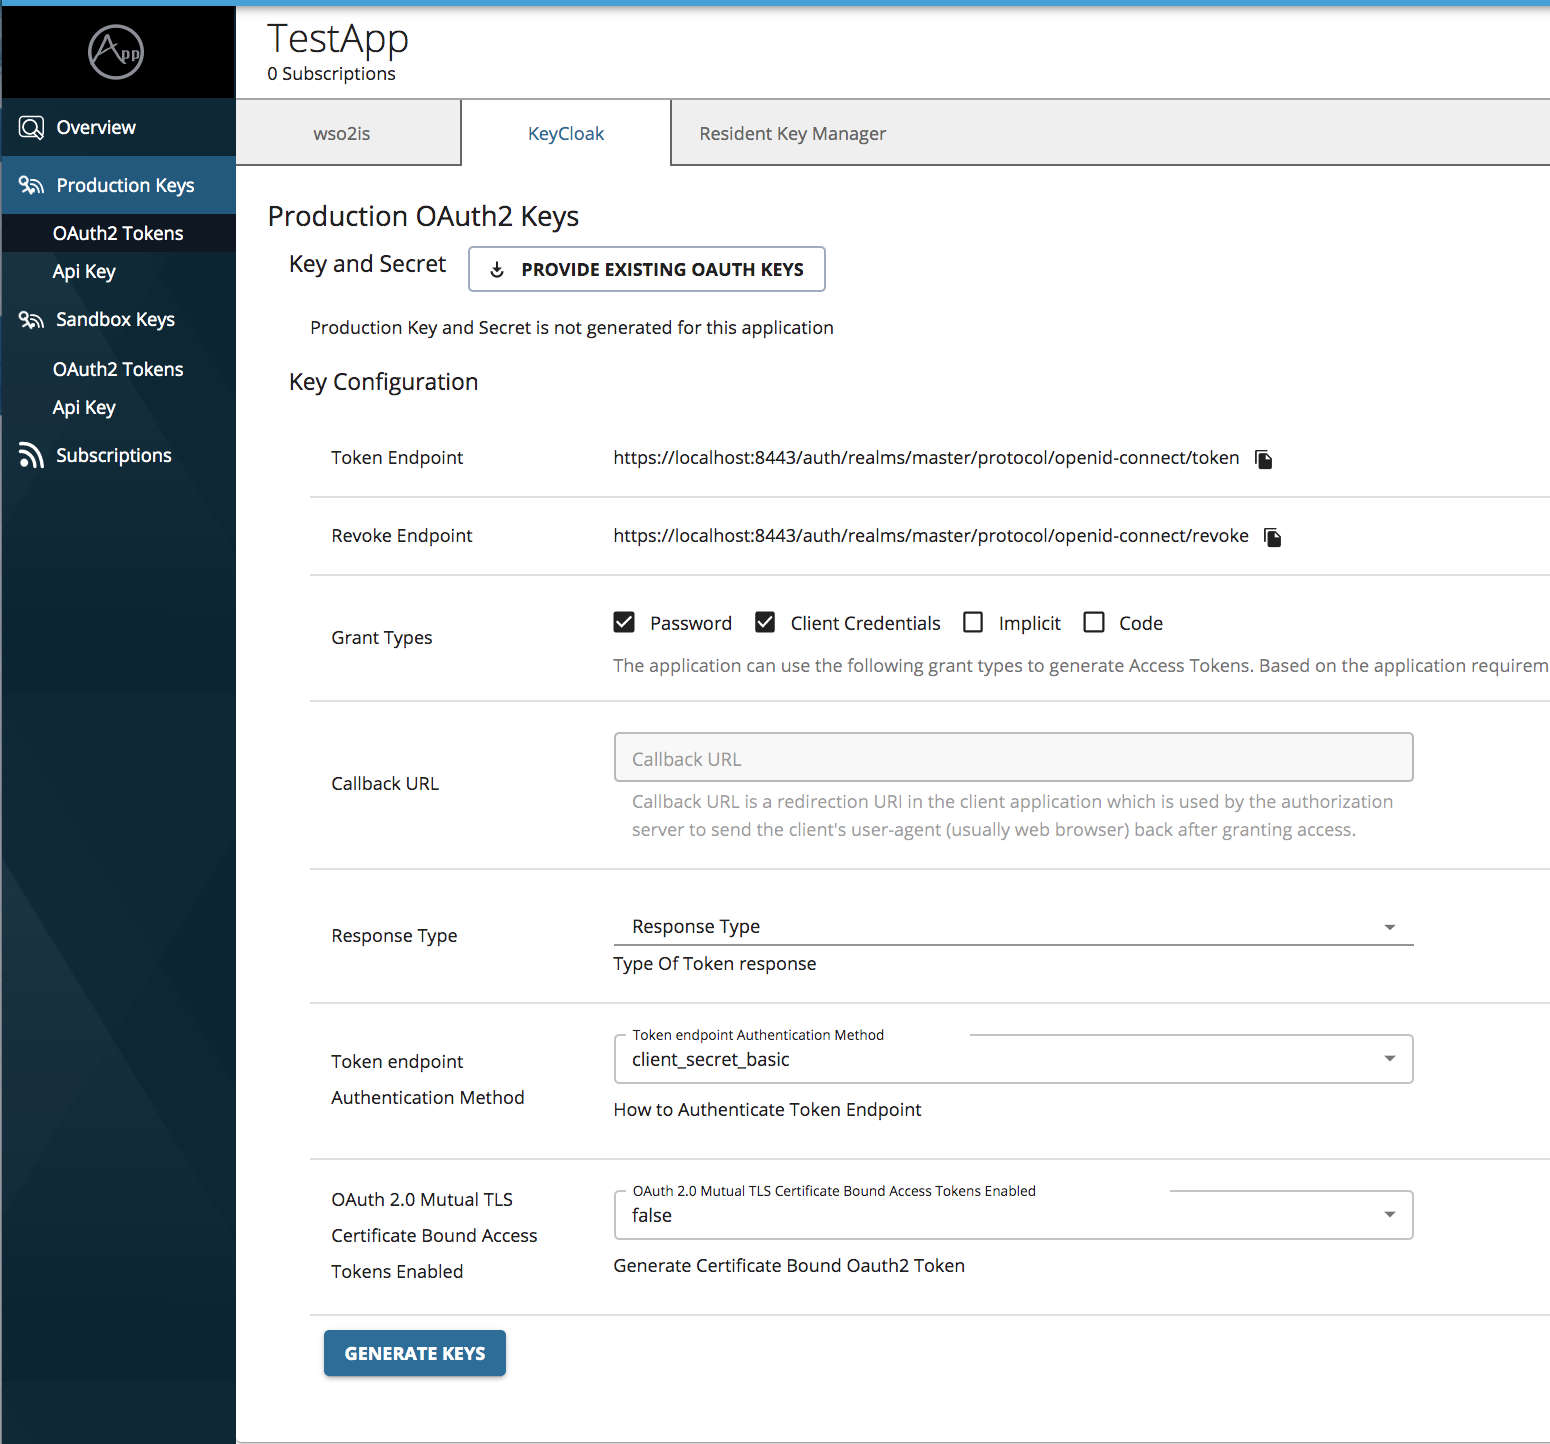 App
TestApp
0 Subscriptions
Overview
Production Keys
OAuth2 Tokens
Api Key
Sandbox Keys
OAuth2 Tokens
Api Key
Subscriptions
wso2is
KeyCloak
Resident Key Manager
Production OAuth2 Keys
Key and Secret
PROVIDE EXISTING OAUTH KEYS
Production Key and Secret is not generated for this application
Key Configuration
Token Endpoint
https://localhost:8443/auth/realms/master/protocol/openid-connect/token
Revoke Endpoint
https://localhost:8443/auth/realms/master/protocol/openid-connect/revoke
Grant Types
Password
Client Credentials
Implicit
Code
The application can use the following grant types to generate Access Tokens. Based on the application requirem
Callback URL
Callback URL
Callback URL is a redirection URI in the client application which is used by the authorization
server to send the client's user-agent (usually web browser) back after granting access.
Response Type
Response Type
Type Of Token response
Token endpoint
Authentication Method
Token endpoint Authentication Method
client_secret_basic
How to Authenticate Token Endpoint
OAuth 2.0 Mutual TLS
Certificate Bound Access
Tokens Enabled
OAuth 2.0 Mutual TLS Certificate Bound Access Tokens Enabled
false
Generate Certificate Bound Oauth2 Token
GENERATE KEYS